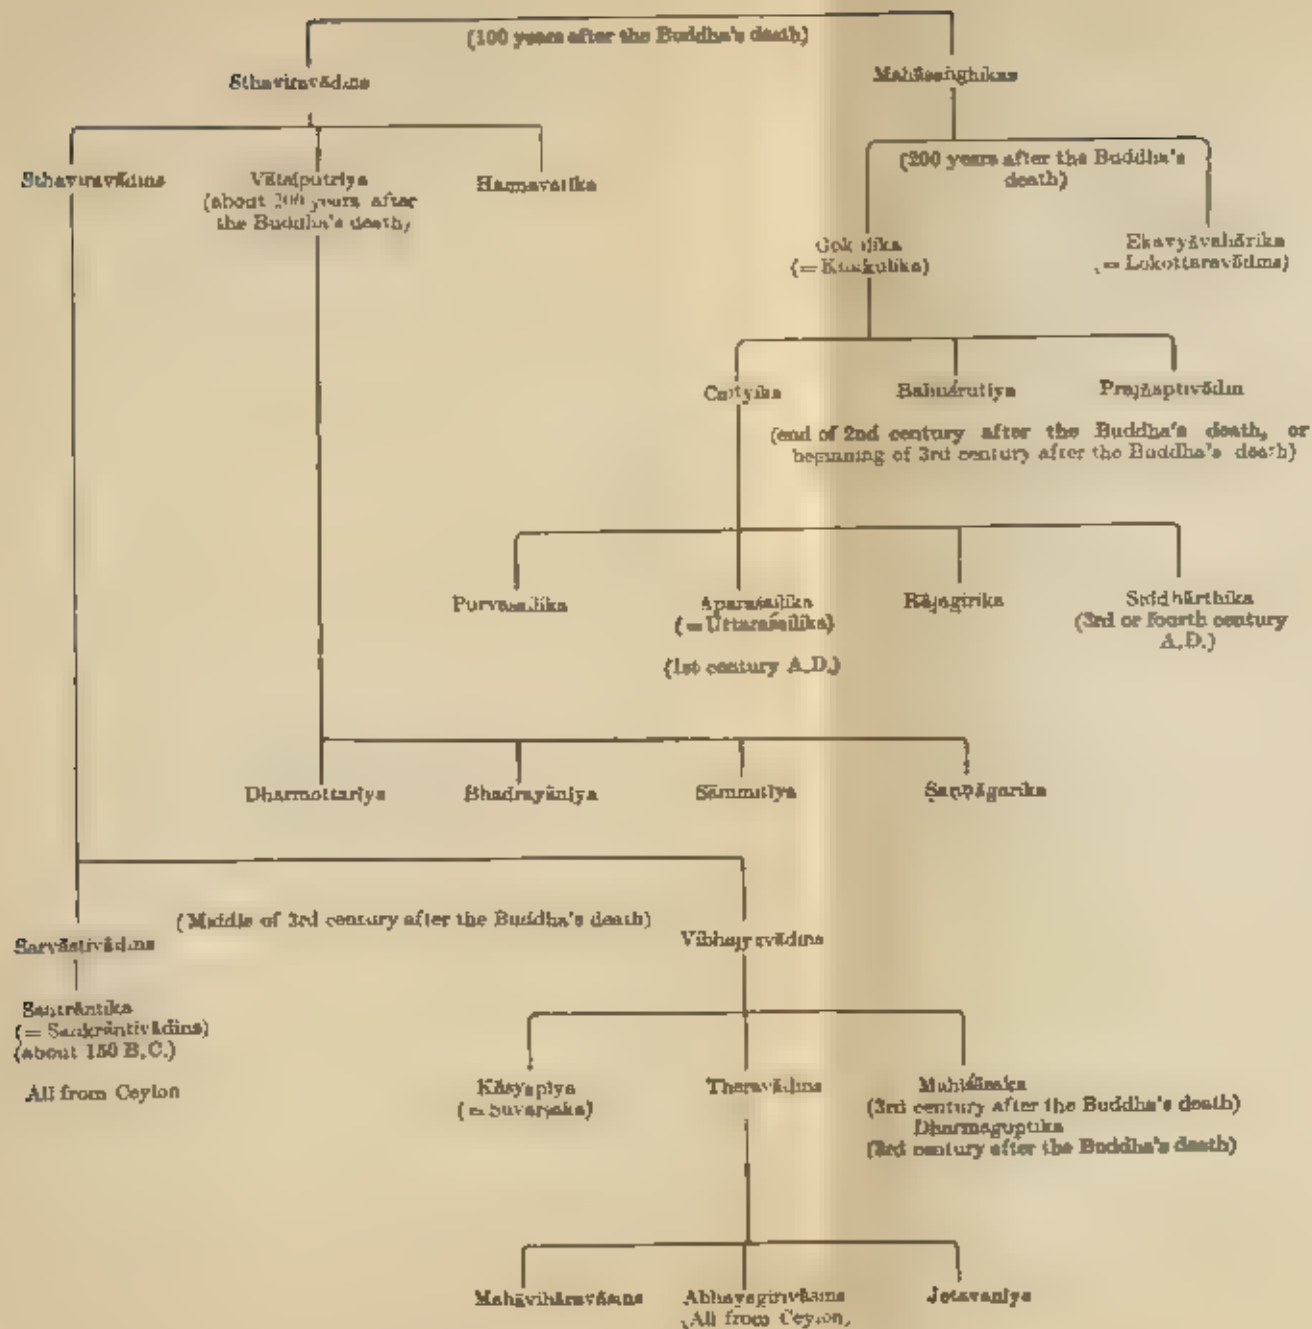 (100 years after the Buddha's death)
Sthaviravādins
Mahāsaṅghikas
(200 years after the Buddha's
death)
Sthaviravādins
Vātsīputrīya
(about 200 years after
the Buddha's death)
Haimavatika
Gokulika
(= Kukkulika)
Ekavyāvahārika
(= Lokottaravādins)
Caityika
Bahuśrutīya
Prajñaptivādin
(end of 2nd century after the Buddha's death, or
beginning of 3rd century after the Buddha's death)
Purvaśailika
Aparaśailika
(= Uttaraśailika)
(1st century A.D.)
Rājagirika
Siddhārthika
(3rd or fourth century
A.D.)
Dharmottarīya
Bhadrayānīya
Sāmmitīya
Ṣaṇṇāgarika
(Middle of 3rd century after the Buddha's death)
Sarvāstivādins
Vibhajyavādins
(= Sankrāntivādins)
(about 150 B.C.)
All from Ceylon
Kāśyapīya
Theravādins
Mahīśāsaka
(3rd century after the Buddha's death)
Dharmaguptika
(3rd century after the Buddha's death)
Mahāvihāravāsins
Abhayagirivāsins
(All from Ceylon)
Jetavanīya